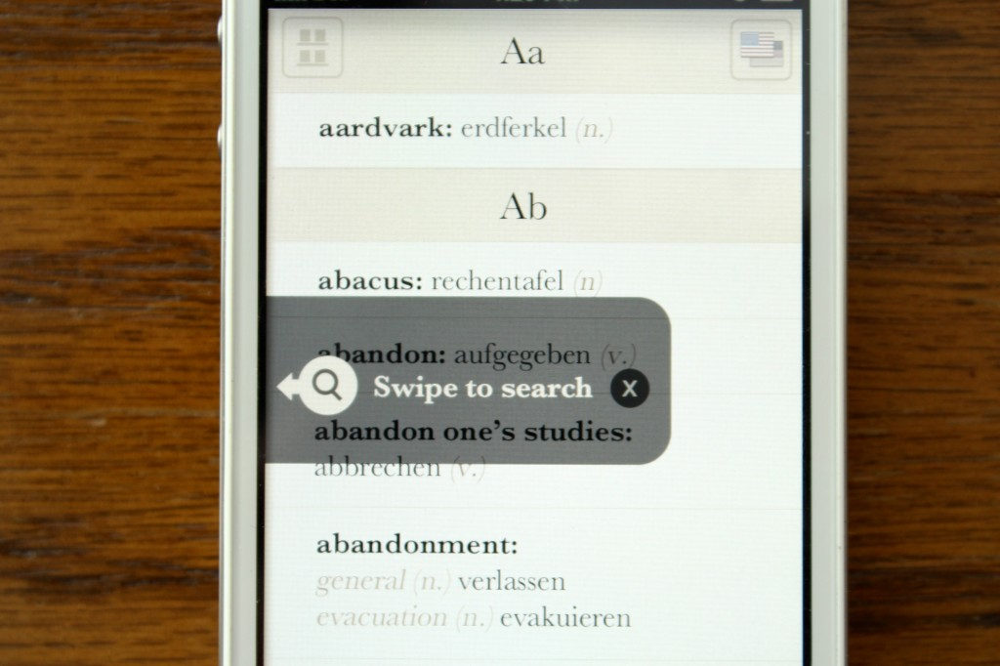 Aa
aardvark: erdferkel (n.)
Ab
abacus: rechentafel (n)
abandon: aufgegeben (v.)
Swipe to search X
abandon one's studies:
abbrechen (v.)
abandonment:
general (n.) verlassen
evacuation (n.) evakuieren